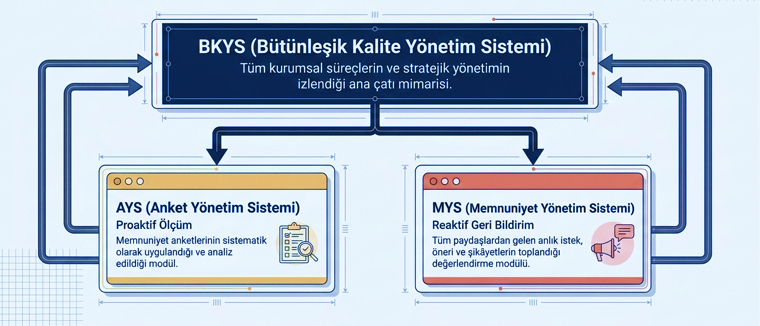 BKYS (Bütünleşik Kalite Yönetim Sistemi)
Tüm kurumsal süreçlerin ve stratejik yönetimin
izlendiği ana çatı mimarisi.
AYS (Anket Yönetim Sistemi)
Proaktif Ölçüm
Memnuniyet anketlerinin sistematik
olarak uygulandığı ve analiz
edildiği modül.
MYS (Memnuniyet Yönetim Sistemi)
Reaktif Geri Bildirim
Tüm paydaşlardan gelen anlık istek,
öneri ve şikâyetlerin toplandığı
değerlendirme modülü.